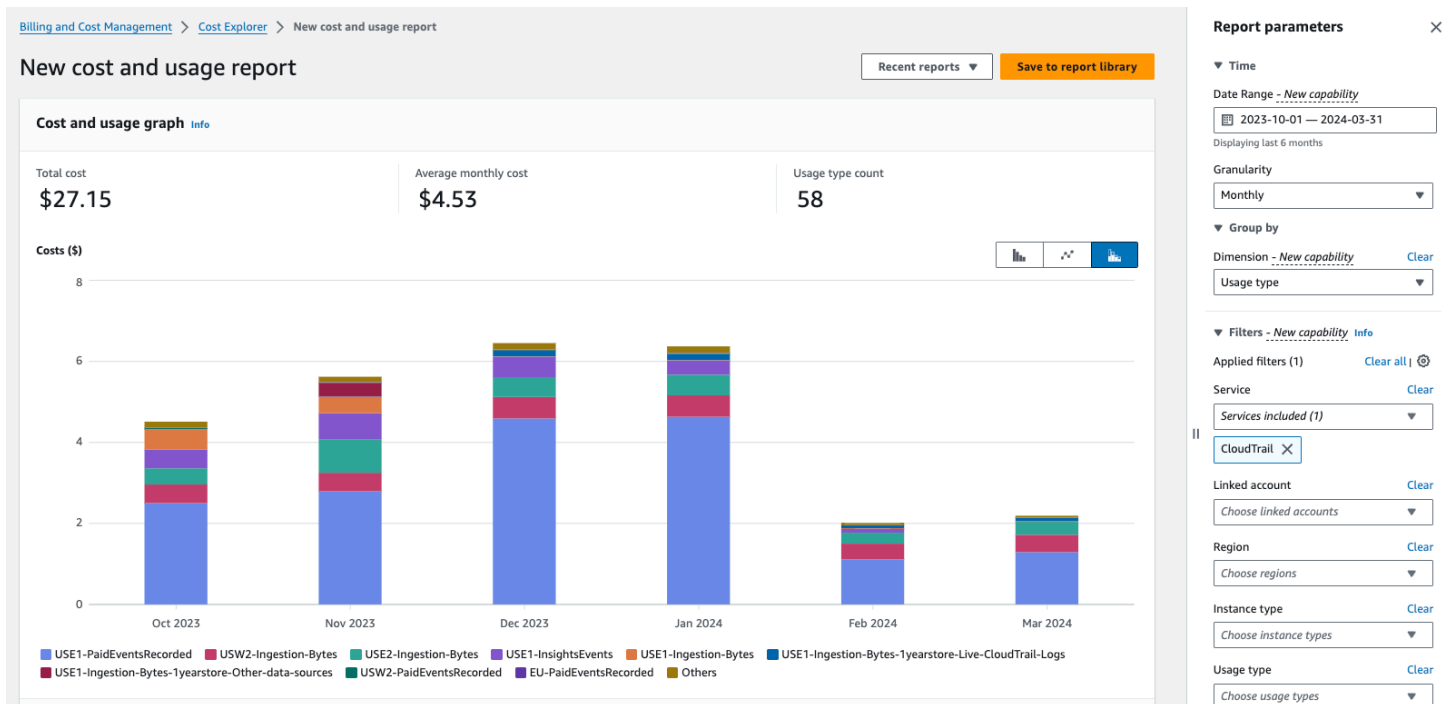 Billing and Cost Management > Cost Explorer > New cost and usage report
New cost and usage report
Recent reports
Save to report library
Cost and usage graph Info
Total cost
$27.15
Average monthly cost
$4.53
Usage type count
58
Costs ($)
8
6
4
2
0
Oct 2023 Nov 2023 Dec 2023 Jan 2024 Feb 2024 Mar 2024
USE1-PaidEventsRecorded USW2-Ingestion-Bytes USE2-Ingestion-Bytes USE1-InsightsEvents USE1-Ingestion-Bytes USE1-Ingestion-Bytes-1yearstore-Live-CloudTrail-Logs
USE1-Ingestion-Bytes-1yearstore-Other-data-sources USW2-PaidEventsRecorded EU-PaidEventsRecorded Others
Report parameters
Time
Date Range - New capability
2023-10-01 — 2024-03-31
Displaying last 6 months
Granularity
Monthly
Group by
Dimension - New capability Clear
Usage type
Filters - New capability Info
Applied filters (1) Clear all |
Service Clear
Services included (1)
CloudTrail
Linked account Clear
Choose linked accounts
Region Clear
Choose regions
Instance type Clear
Choose instance types
Usage type Clear
Choose usage types